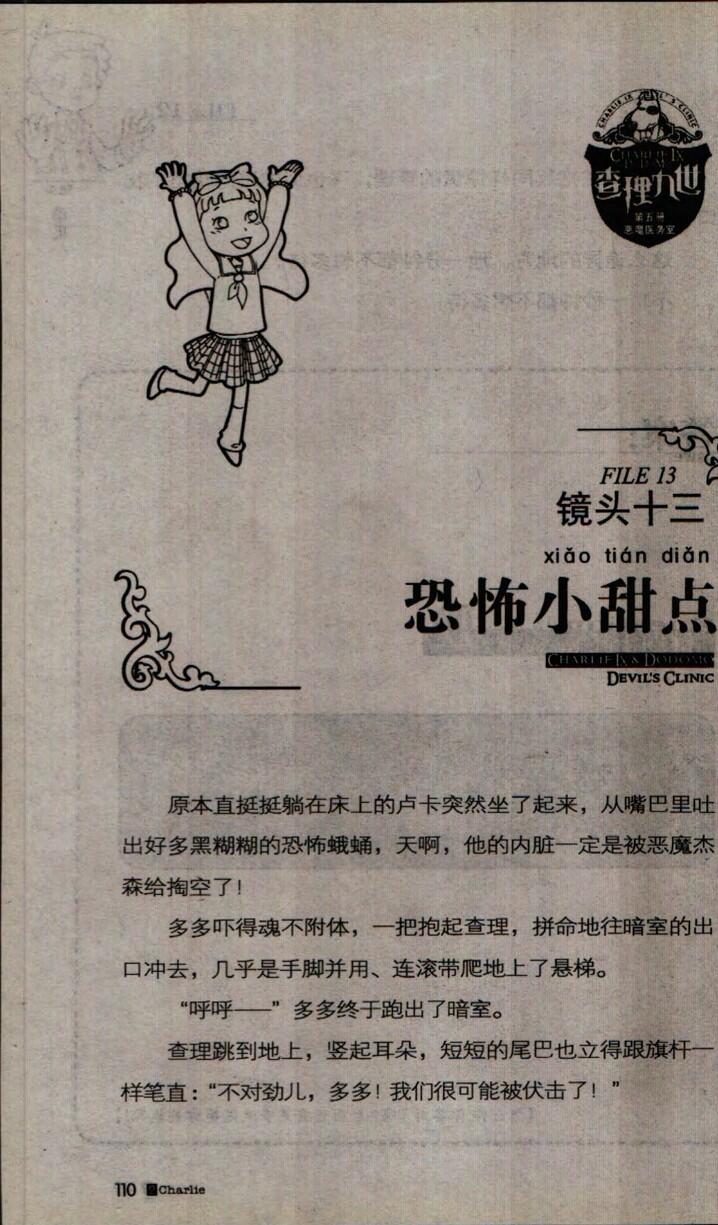 CHARLIE IX
查理九世
第五册
恶魔医务室
FILE 13
镜头十三
xiǎo tián diǎn
恐怖小甜点
CHARLIE IX & DODOMO
DEVIL'S CLINIC
原本直挺挺躺在床上的卢卡突然坐了起来，从嘴巴里吐
出好多黑糊糊的恐怖蛾蛹，天啊，他的内脏一定是被恶魔杰
森给掏空了！
多多吓得魂不附体，一把抱起查理，拼命地往暗室的出
口冲去，几乎是手脚并用、连滚带爬地上了悬梯。
“呼呼——”多多终于跑出了暗室。
查理跳到地上，竖起耳朵，短短的尾巴也立得跟旗杆一
样笔直：“不对劲儿，多多！我们很可能被伏击了！”
110 Charlie